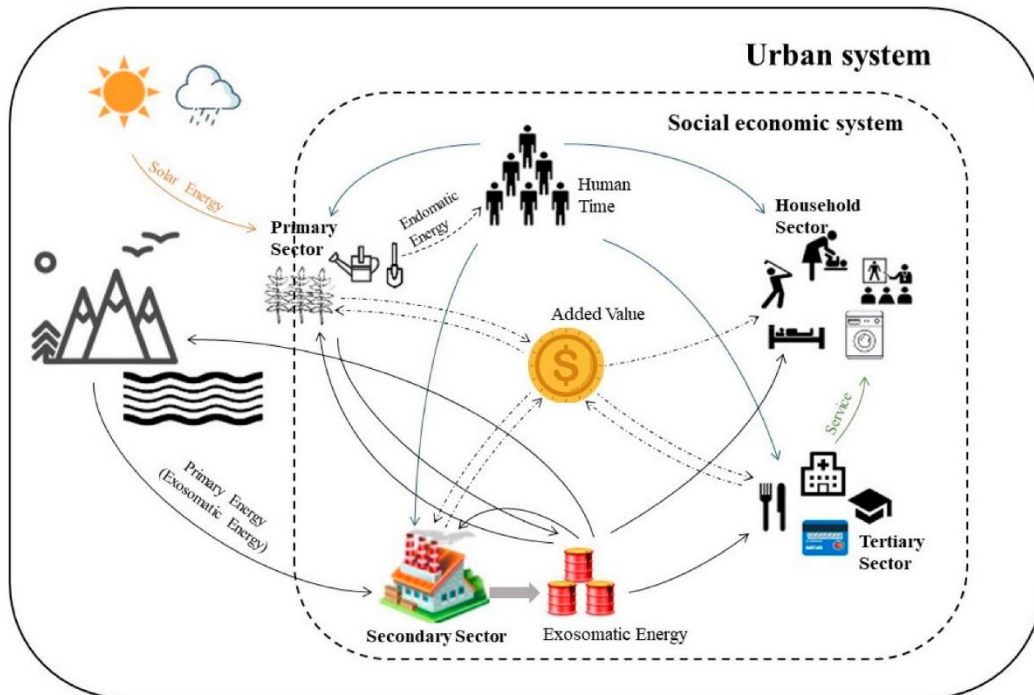 Urban system
Social economic system
Solar Energy
Human
Time
Endomatic
Energy
Primary
Sector
Household
Sector
Added Value
$
Service
Primary Energy
(Exosomatic Energy)
Tertiary
Sector
Secondary Sector
Exosomatic Energy